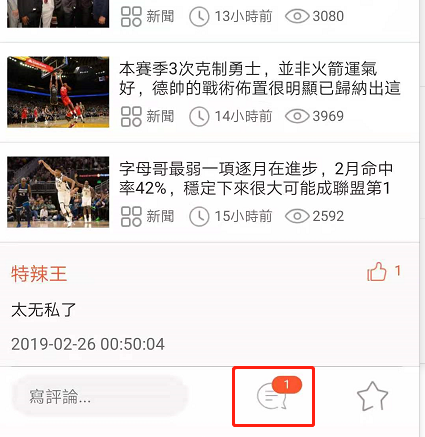 新聞 13小時前 3080
本賽季3次克制勇士，並非火箭運氣
好，德帥的戰術佈置很明顯已歸納出這
新聞 14小時前 3969
字母哥最弱一項逐月在進步，2月命中
率42%，穩定下來很大可能成聯盟第1
新聞 15小時前 2592
特辣王 1
太无私了
2019-02-26 00:50:04
寫評論... 1